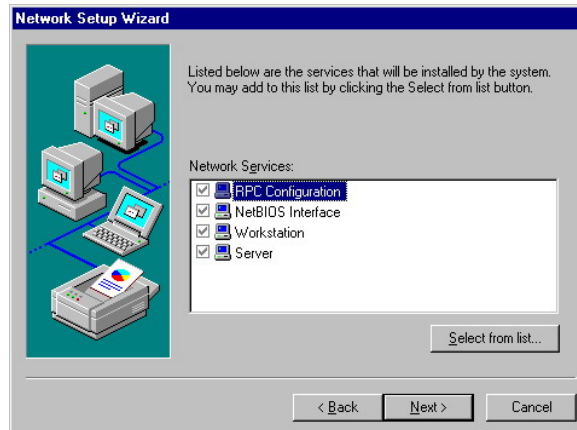 Network Setup Wizard
Listed below are the services that will be installed by the system.
You may add to this list by clicking the Select from list button.
Network Services:
RPC Configuration
NetBIOS Interface
Workstation
Server
Select from list...
< Back
Next >
Cancel